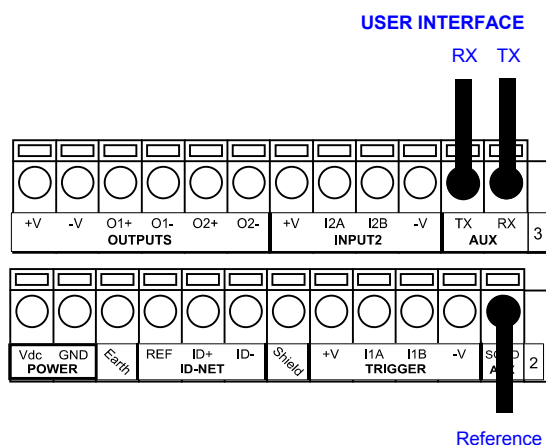 USER INTERFACE
RX TX
+V -V O1+ O1- O2+ O2- +V I2A I2B -V TX RX
OUTPUTS INPUT2 AUX 3
Vdc GND Earth REF ID+ ID- Shield +V I1A I1B -V
POWER ID-NET TRIGGER 2
Reference